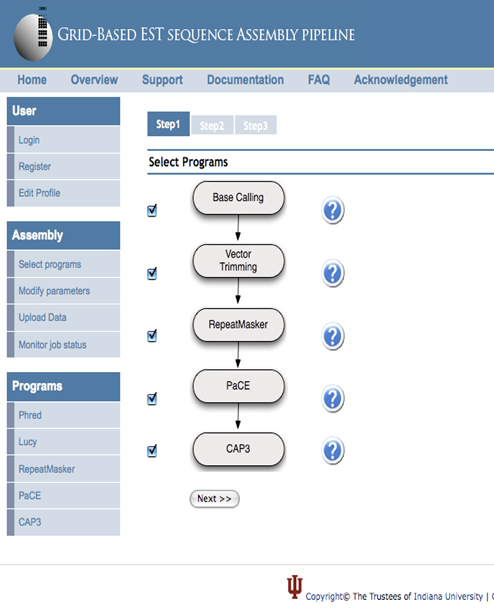 GRID-BASED EST SEQUENCE ASSEMBLY PIPELINE
Home Overview Support Documentation FAQ Acknowledgement
User
Login
Register
Edit Profile
Assembly
Select programs
Modify parameters
Upload Data
Monitor job status
Programs
Phred
Lucy
RepeatMasker
PaCE
CAP3
Step1 Step2 Step3
Select Programs
Base Calling ?
Vector
Trimming ?
RepeatMasker ?
PaCE ?
CAP3 ?
Next >>
Copyright© The Trustees of Indiana University |